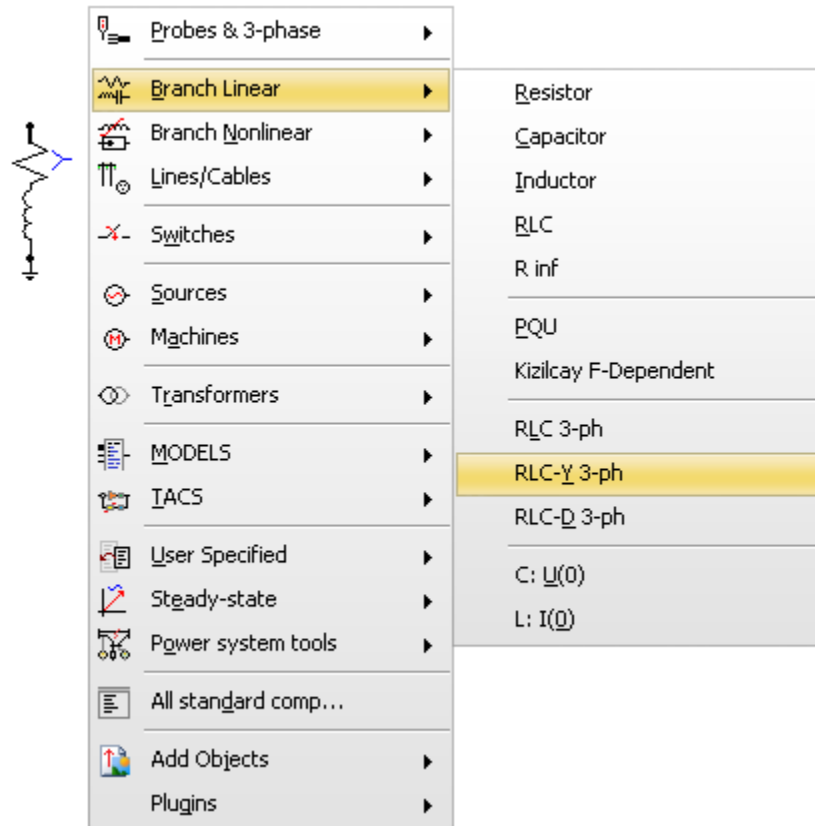 Probes & 3-phase
Branch Linear
Branch Nonlinear
Lines/Cables
Switches
Sources
Machines
Transformers
MODELS
TACS
User Specified
Steady-state
Power system tools
All standard comp...
Add Objects
Plugins
Resistor
Capacitor
Inductor
RLC
R inf
PQU
Kizilcay F-Dependent
RLC 3-ph
RLC-Y 3-ph
RLC-D 3-ph
C: U(0)
L: I(0)